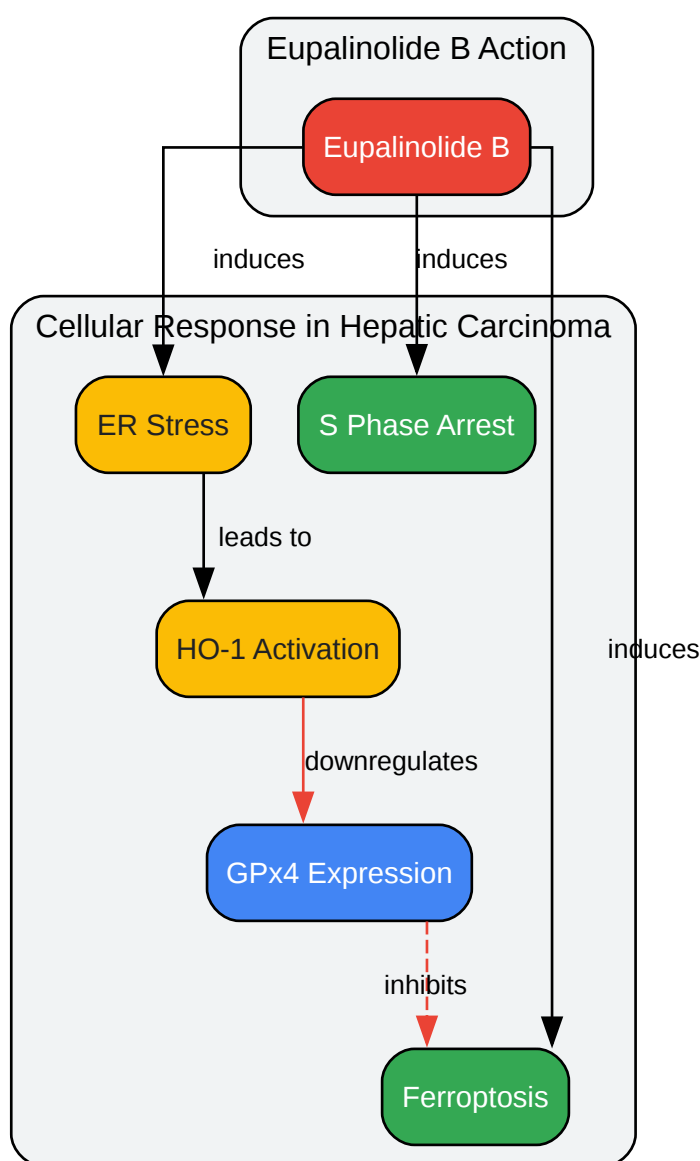 Eupalinolide B Action
Eupalinolide B
induces
induces
Cellular Response in Hepatic Carcinoma
ER Stress
S Phase Arrest
leads to
HO-1 Activation
induces
downregulates
GPx4 Expression
inhibits
Ferroptosis